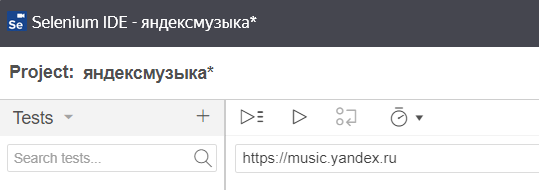 Se Selenium IDE - яндексмузыка*
Project: яндексмузыка*
Tests
Search tests...
https://music.yandex.ru